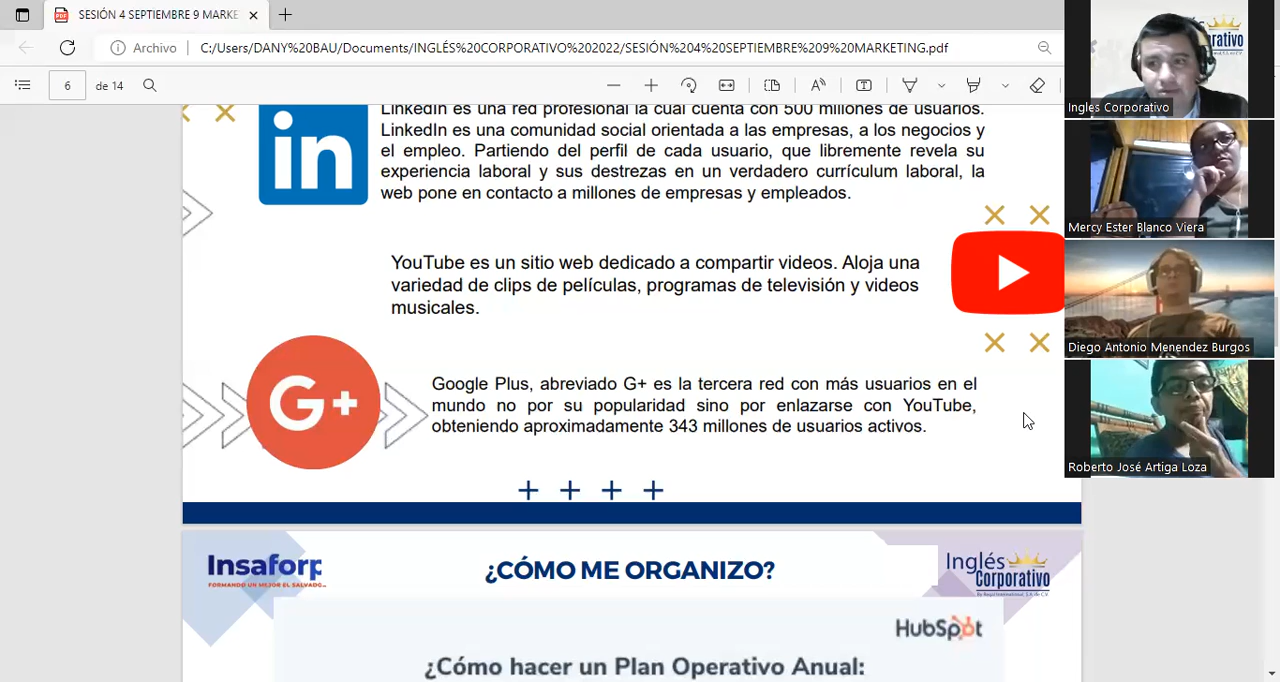 SESIÓN 4 SEPTIEMBRE 9 MARKE
Archivo
C:/Users/DANY%20BAU/Documents/INGLÉS%20CORPORATIVO%202022/SESIÓN%204%20SEPTIEMBRE%209%20MARKETING.pdf
6
de 14
LinkedIn es una red profesional la cual cuenta con 500 millones de usuarios.
LinkedIn es una comunidad social orientada a las empresas, a los negocios y
el empleo. Partiendo del perfil de cada usuario, que libremente revela su
experiencia laboral y sus destrezas en un verdadero currículum laboral, la
web pone en contacto a millones de empresas y empleados.
in
YouTube es un sitio web dedicado a compartir videos. Aloja una
variedad de clips de películas, programas de televisión y videos
musicales.
G+
Google Plus, abreviado G+ es la tercera red con más usuarios en el
mundo no por su popularidad sino por enlazarse con YouTube,
obteniendo aproximadamente 343 millones de usuarios activos.
Insaforp
FORMANDO UN MEJOR EL SALVADOR
¿CÓMO ME ORGANIZO?
Inglés
Corporativo
HubSpot
¿Cómo hacer un Plan Operativo Anual:
Ingles Corporativo
Mercy Ester Blanco Viera
Diego Antonio Menendez Burgos
Roberto José Artiga Loza